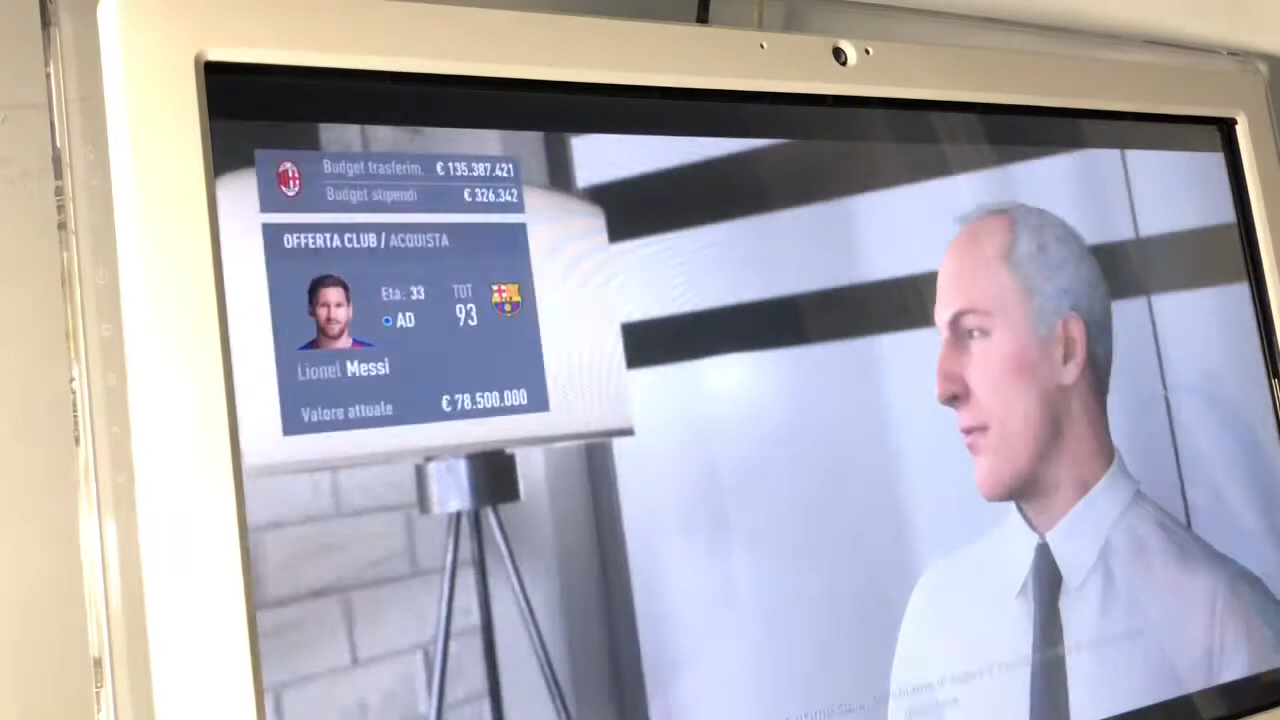 Budget trasferim. € 135.387.421
Budget stipendi € 326.342
OFFERTA CLUB / ACQUISTA
Età: 33 TOT
AD 93
Lionel Messi
Valore attuale € 78.500.000